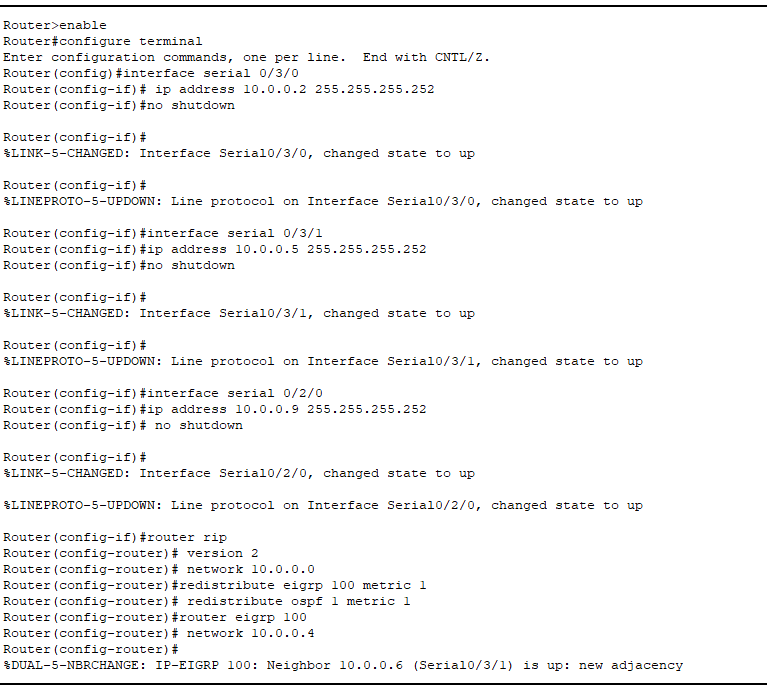 Router>enable
Router#configure terminal
Enter configuration commands, one per line.  End with CNTL/Z.
Router(config)#interface serial 0/3/0
Router(config-if)# ip address 10.0.0.2 255.255.255.252
Router(config-if)#no shutdown
Router(config-if)#
%LINK-5-CHANGED: Interface Serial0/3/0, changed state to up
Router(config-if)#
%LINEPROTO-5-UPDOWN: Line protocol on Interface Serial0/3/0, changed state to up
Router(config-if)#interface serial 0/3/1
Router(config-if)#ip address 10.0.0.5 255.255.255.252
Router(config-if)#no shutdown
Router(config-if)#
%LINK-5-CHANGED: Interface Serial0/3/1, changed state to up
Router(config-if)#
%LINEPROTO-5-UPDOWN: Line protocol on Interface Serial0/3/1, changed state to up
Router(config-if)#interface serial 0/2/0
Router(config-if)#ip address 10.0.0.9 255.255.255.252
Router(config-if)# no shutdown
Router(config-if)#
%LINK-5-CHANGED: Interface Serial0/2/0, changed state to up
%LINEPROTO-5-UPDOWN: Line protocol on Interface Serial0/2/0, changed state to up
Router(config-if)#router rip
Router(config-router)# version 2
Router(config-router)# network 10.0.0.0
Router(config-router)#redistribute eigrp 100 metric 1
Router(config-router)# redistribute ospf 1 metric 1
Router(config-router)#router eigrp 100
Router(config-router)# network 10.0.0.4
Router(config-router)#
%DUAL-5-NBRCHANGE: IP-EIGRP 100: Neighbor 10.0.0.6 (Serial0/3/1) is up: new adjacency